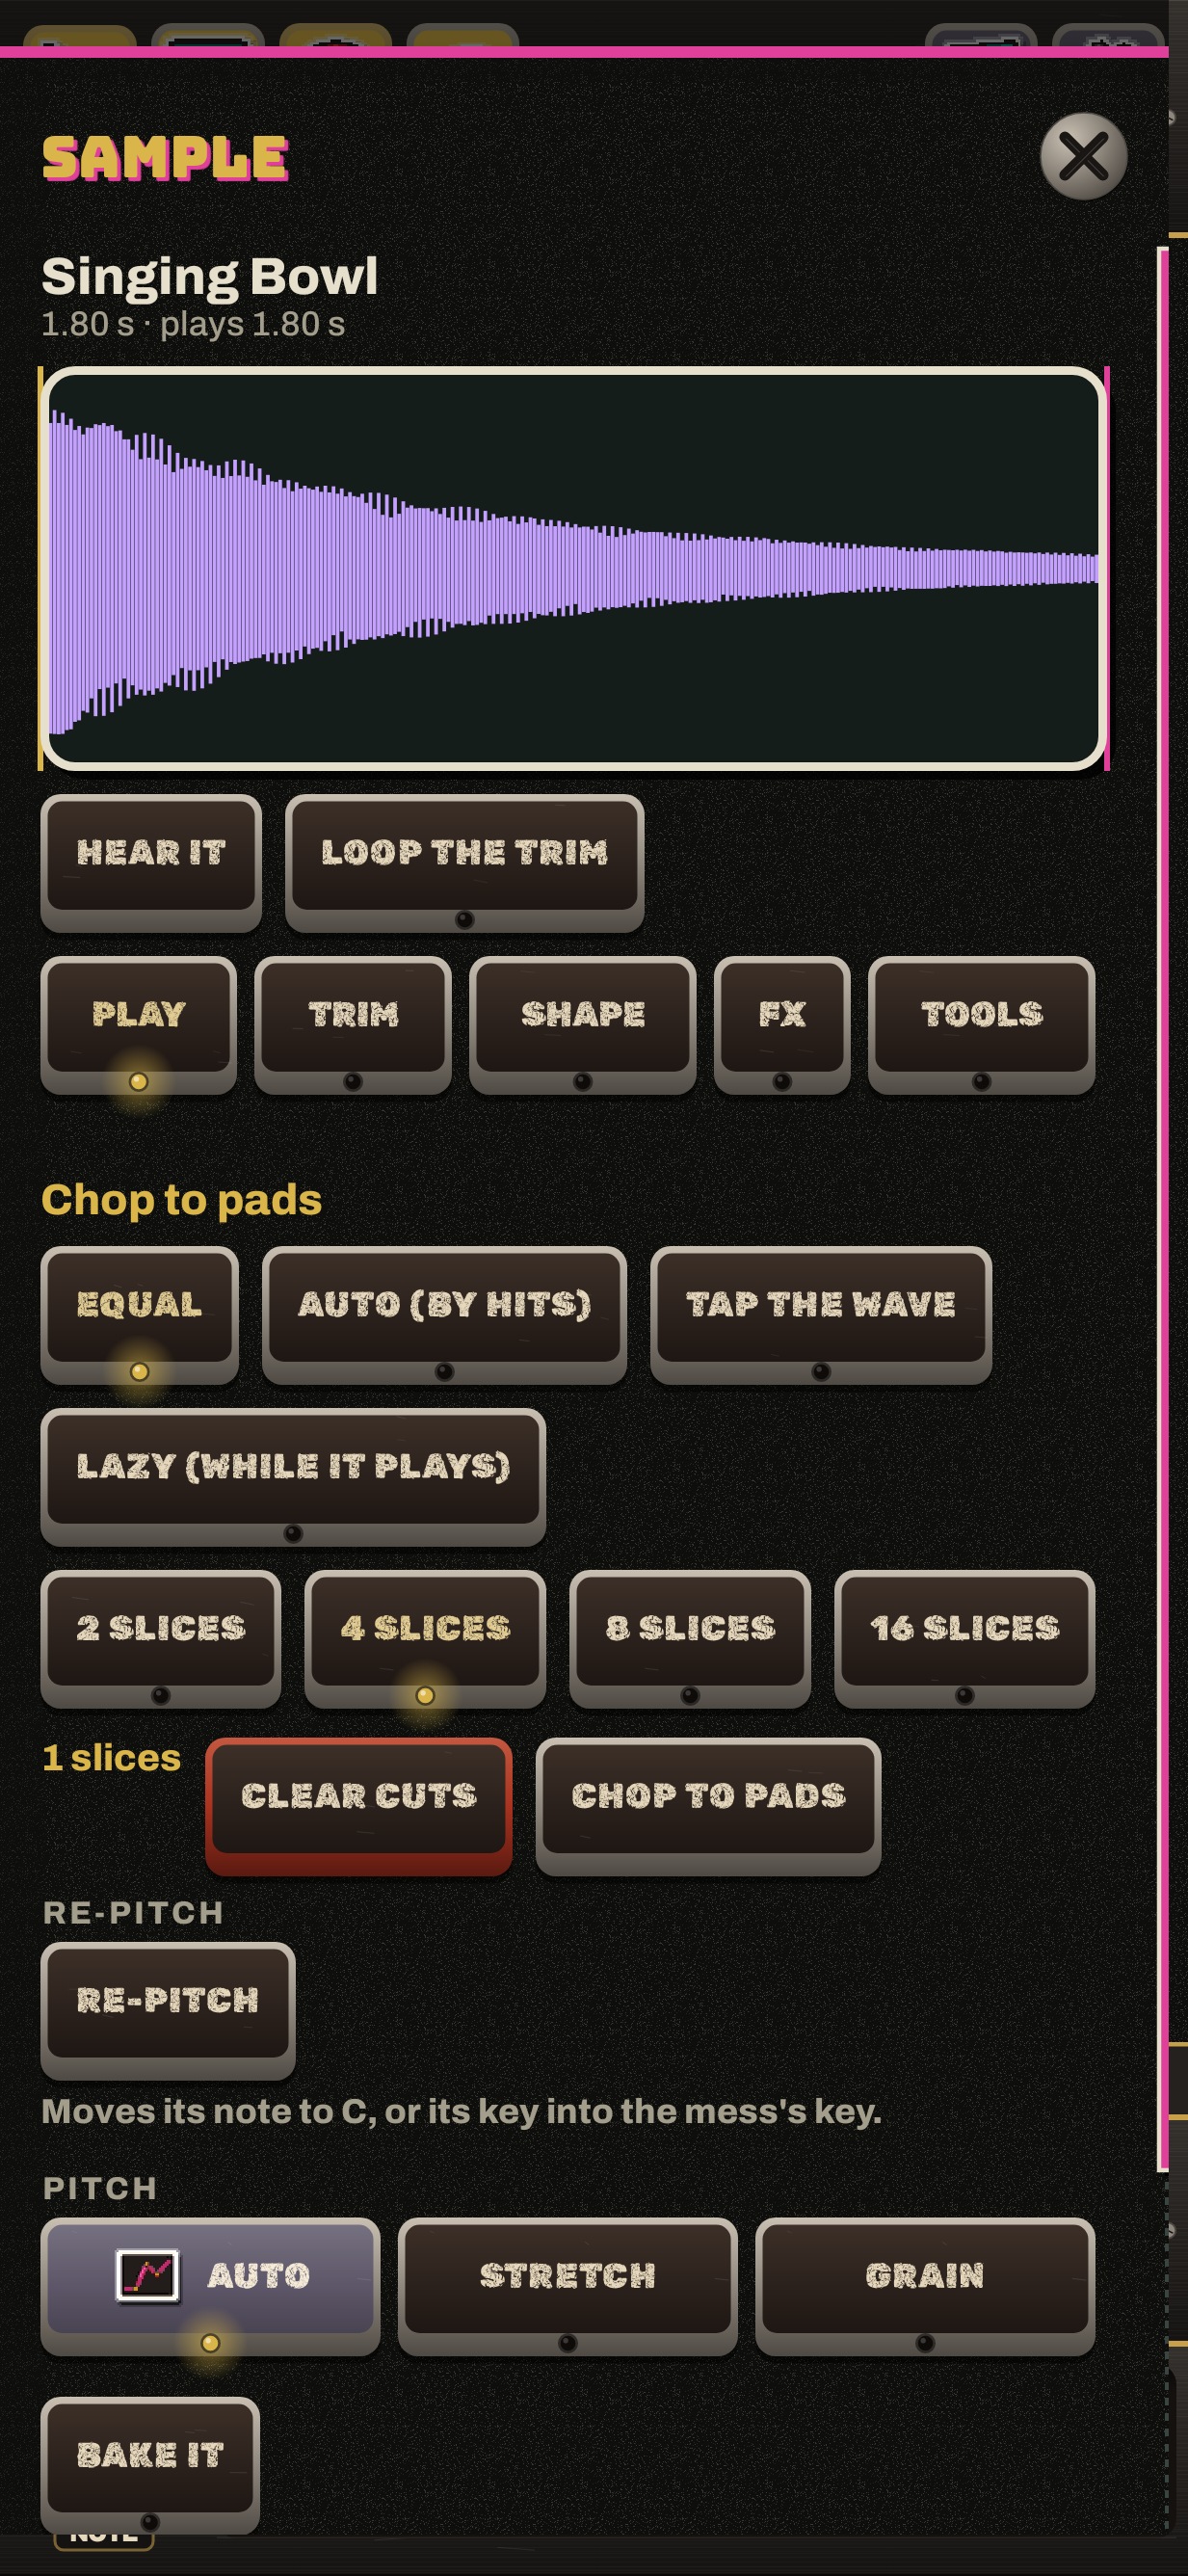 SAMPLE
Singing Bowl
1.80 s · plays 1.80 s
HEAR IT
LOOP THE TRIM
PLAY
TRIM
SHAPE
FX
TOOLS
Chop to pads
EQUAL
AUTO (BY HITS)
TAP THE WAVE
LAZY (WHILE IT PLAYS)
2 SLICES
4 SLICES
8 SLICES
16 SLICES
1 slices
CLEAR CUTS
CHOP TO PADS
RE-PITCH
RE-PITCH
Moves its note to C, or its key into the mess's key.
PITCH
AUTO
STRETCH
GRAIN
BAKE IT
NOTE